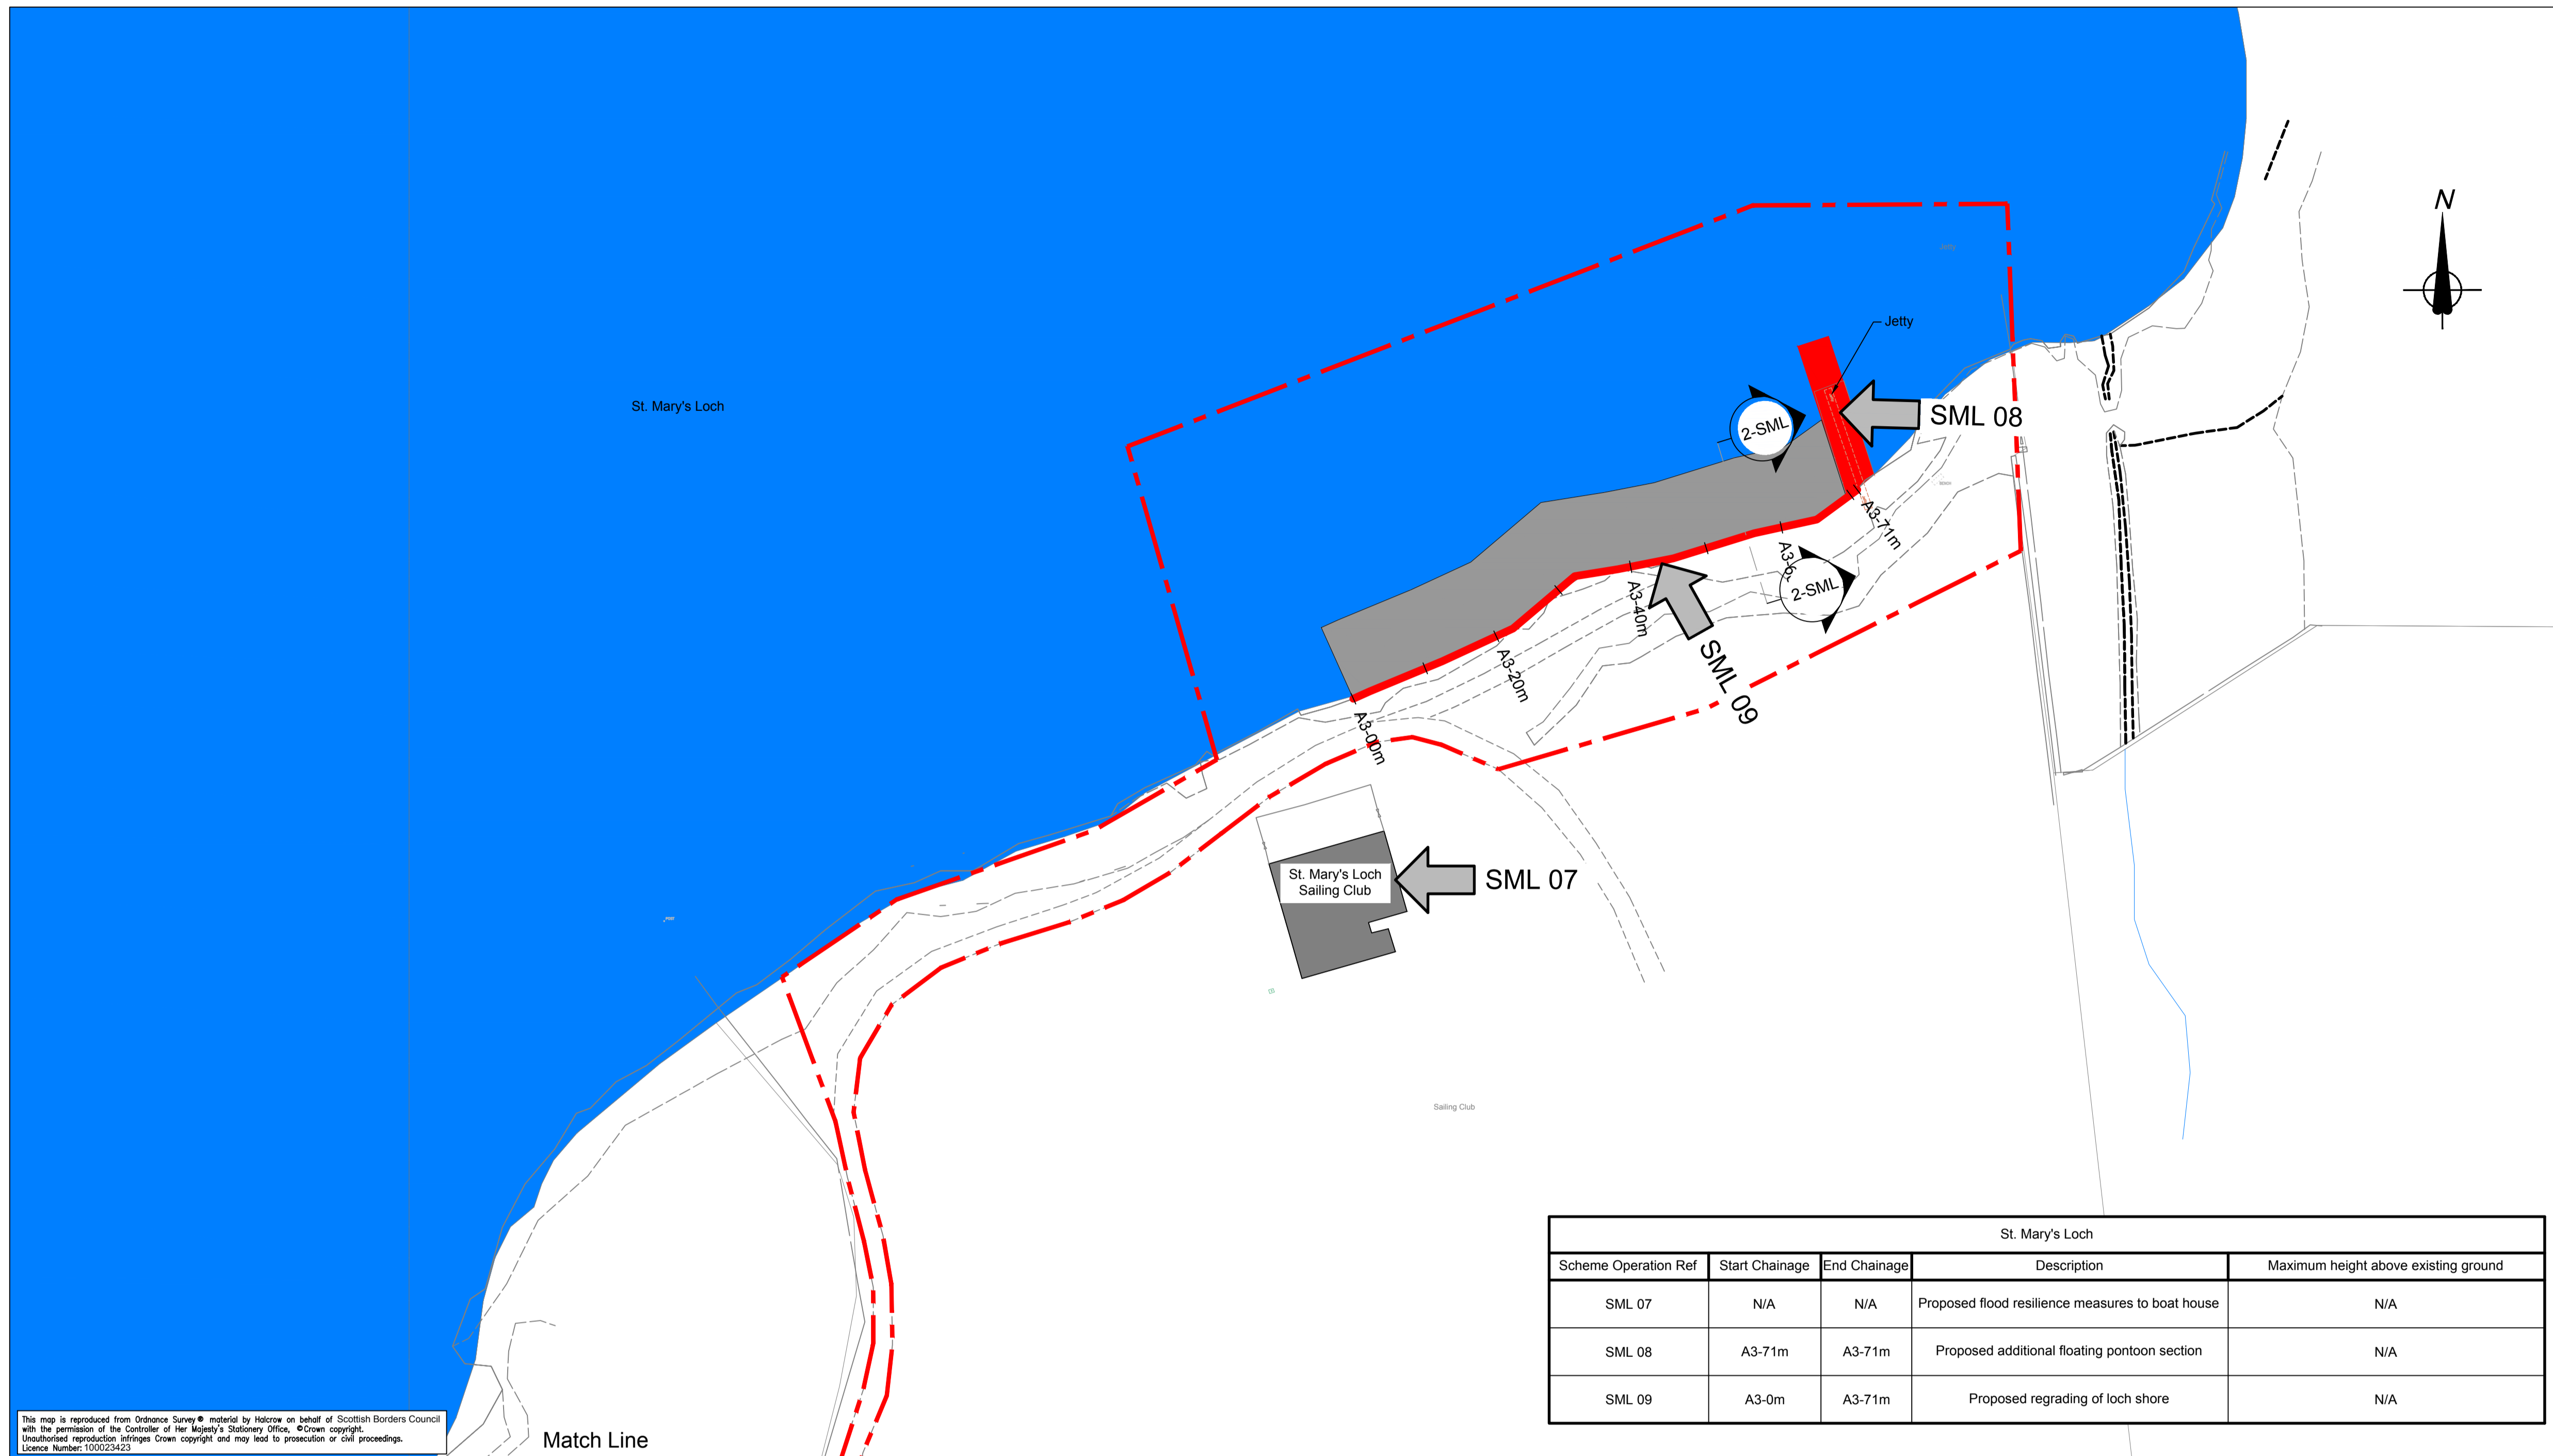 N
Jetty
Jetty
St. Mary's Loch
2-SML
SML 08
A3-71m
A3-6
2-SML
A3-40m
SML 09
A3-20m
A3-00m
St. Mary's Loch
Sailing Club
SML 07
Sailing Club
St. Mary's Loch
Scheme Operation Ref Start Chainage End Chainage Description Maximum height above existing ground
SML 07 N/A N/A Proposed flood resilience measures to boat house N/A
SML 08 A3-71m A3-71m Proposed additional floating pontoon section N/A
SML 09 A3-0m A3-71m Proposed regrading of loch shore N/A
This map is reproduced from Ordnance Survey ® material by Halcrow on behalf of Scottish Borders Council
with the permission of the Controller of Her Majesty's Stationery Office, © Crown copyright.
Unauthorised reproduction infringes Crown copyright and may lead to prosecution or civil proceedings.
Licence Number: 100023423
Match Line